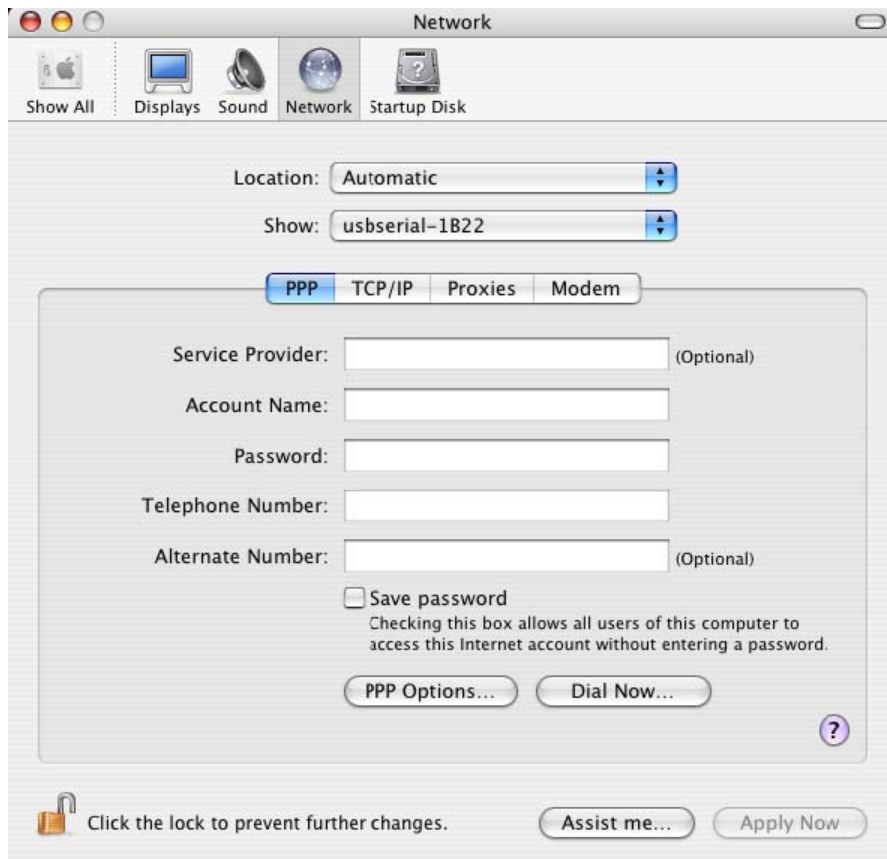 Network
Show All Displays Sound Network Startup Disk
Location: Automatic
Show: usbserial-1B22
PPP TCP/IP Proxies Modem
Service Provider: (Optional)
Account Name:
Password:
Telephone Number:
Alternate Number: (Optional)
Save password
Checking this box allows all users of this computer to
access this Internet account without entering a password.
PPP Options... Dial Now...
?
Click the lock to prevent further changes. Assist me... Apply Now